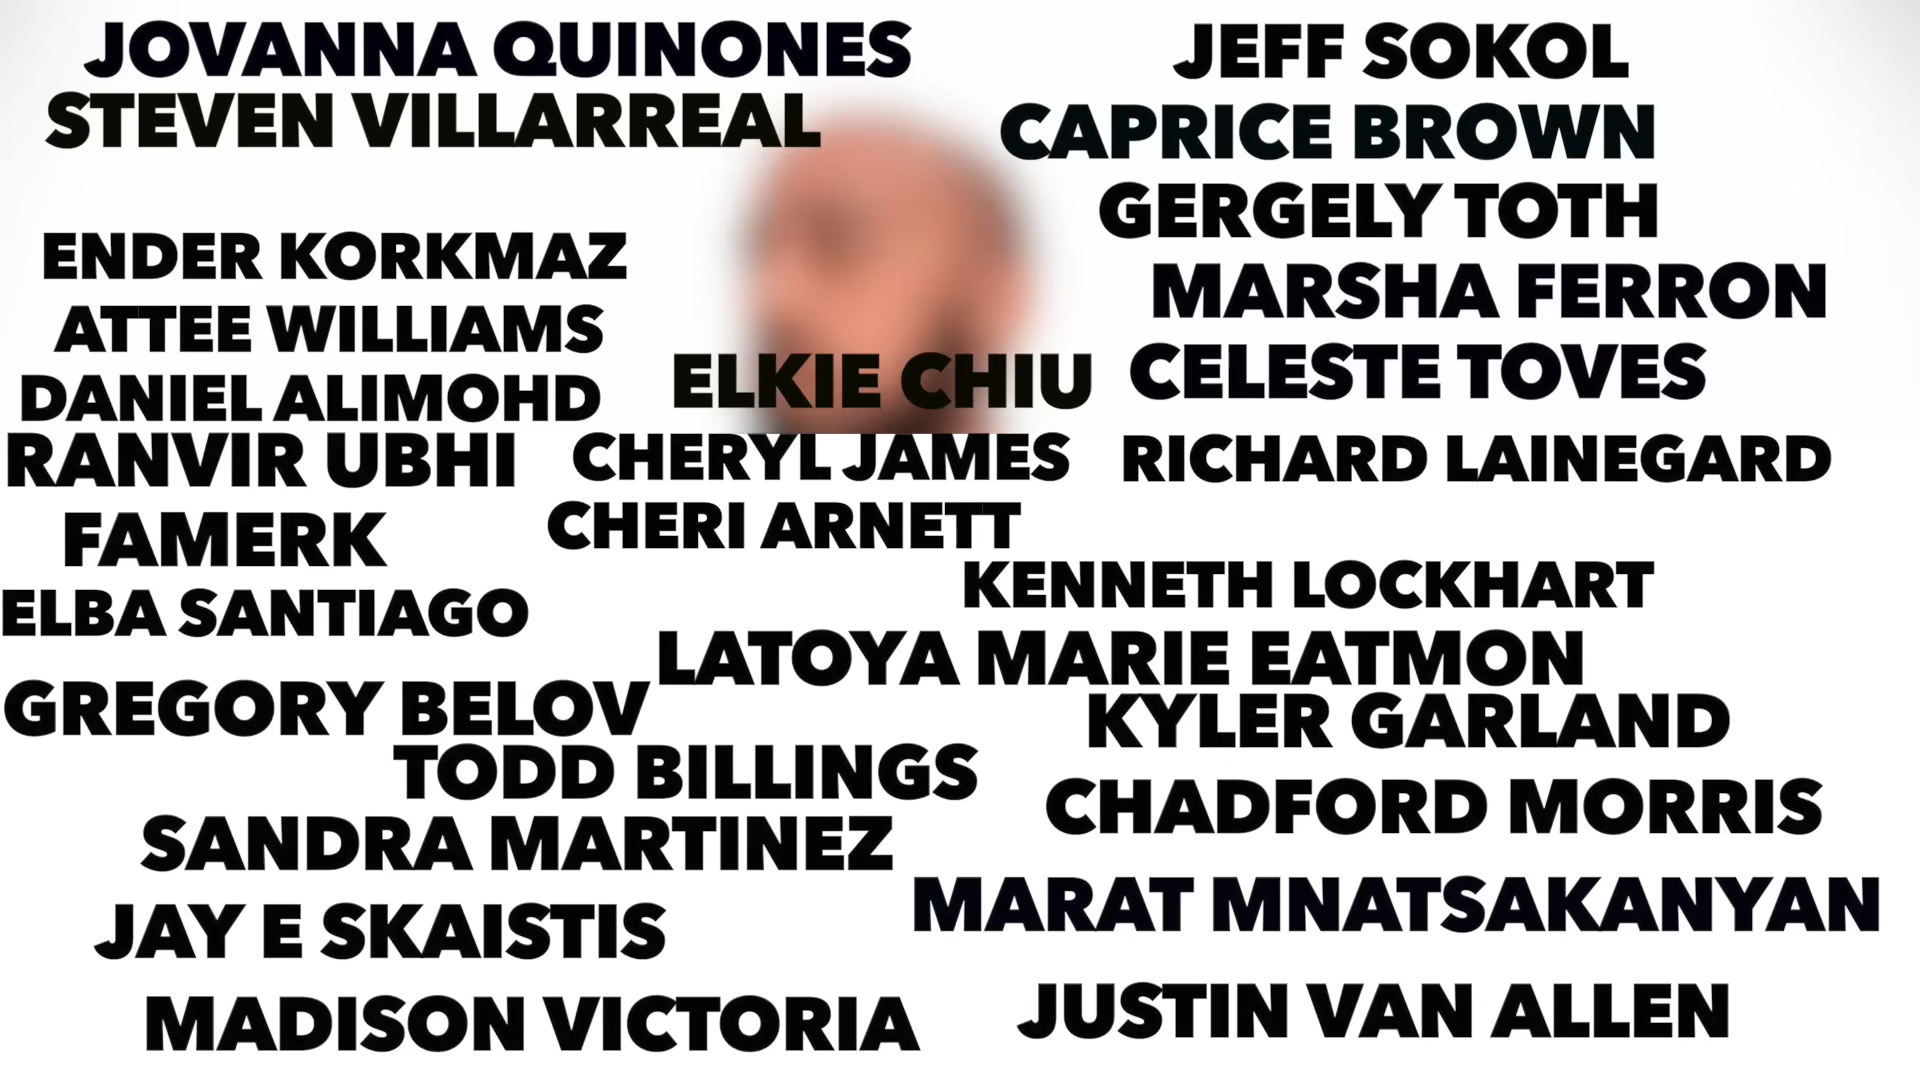 JOVANNA QUINONES
JEFF SOKOL
STEVEN VILLARREAL
CAPRICE BROWN
GERGELY TOTH
ENDER KORKMAZ
MARSHA FERRON
ATTEE WILLIAMS
ELKIE CHIU
CELESTE TOVES
DANIEL ALIMOHD
RANVIR UBHI
CHERYL JAMES
RICHARD LAINEGARD
FAMERK
CHERI ARNETT
KENNETH LOCKHART
ELBA SANTIAGO
LATOYA MARIE EATMON
GREGORY BELOV
KYLER GARLAND
TODD BILLINGS
CHADFORD MORRIS
SANDRA MARTINEZ
MARAT MNATSAKANYAN
JAY E SKAISTIS
JUSTIN VAN ALLEN
MADISON VICTORIA